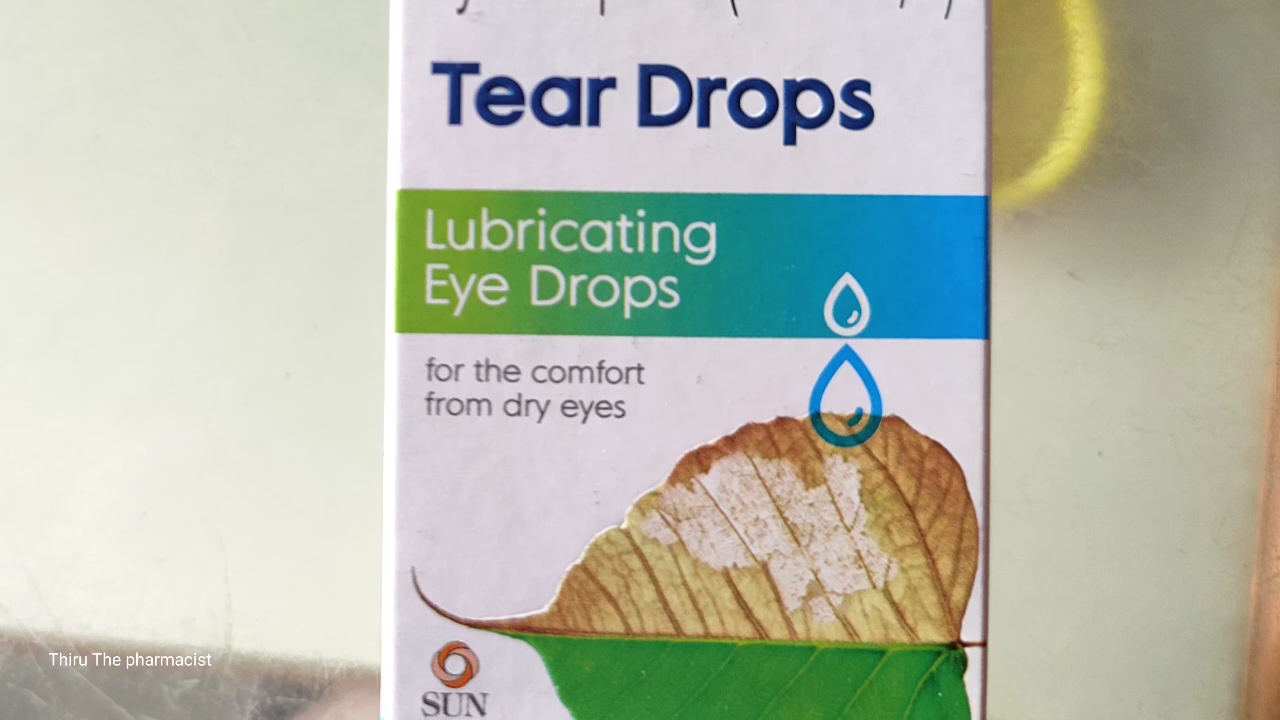 Tear Drops
Lubricating
Eye Drops
for the comfort
from dry eyes
Thiru The pharmacist
SUN